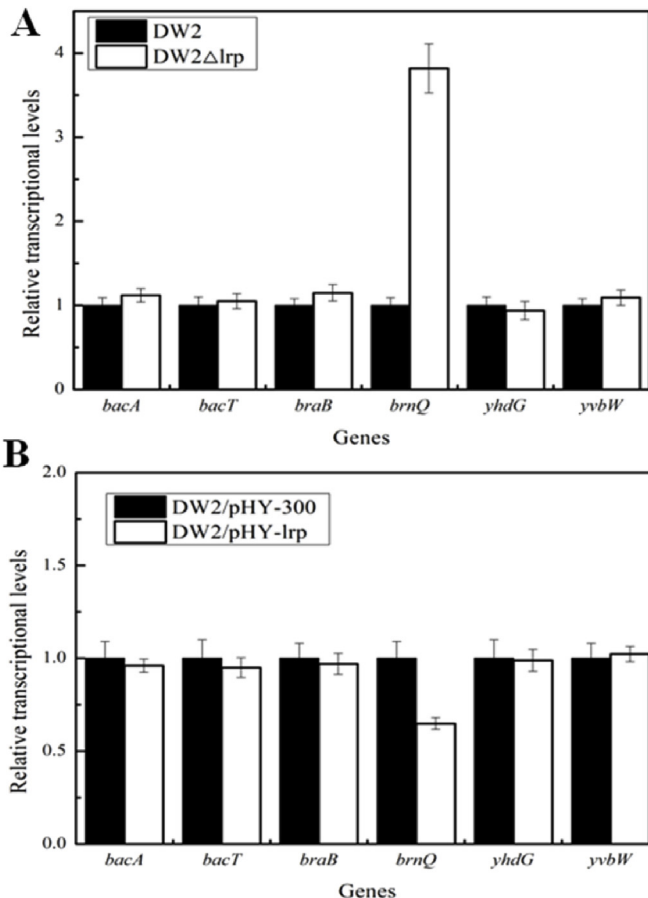 A
DW2
DW2△lrp
Relative transcriptional levels
4
3
2
1
0
bacA bacT braB brnQ yhdG yvbW
Genes
B
DW2/pHY-300
DW2/pHY-lrp
Relative transcriptional levels
2.0
1.5
1.0
0.5
0.0
bacA bacT braB brnQ yhdG yvbW
Genes